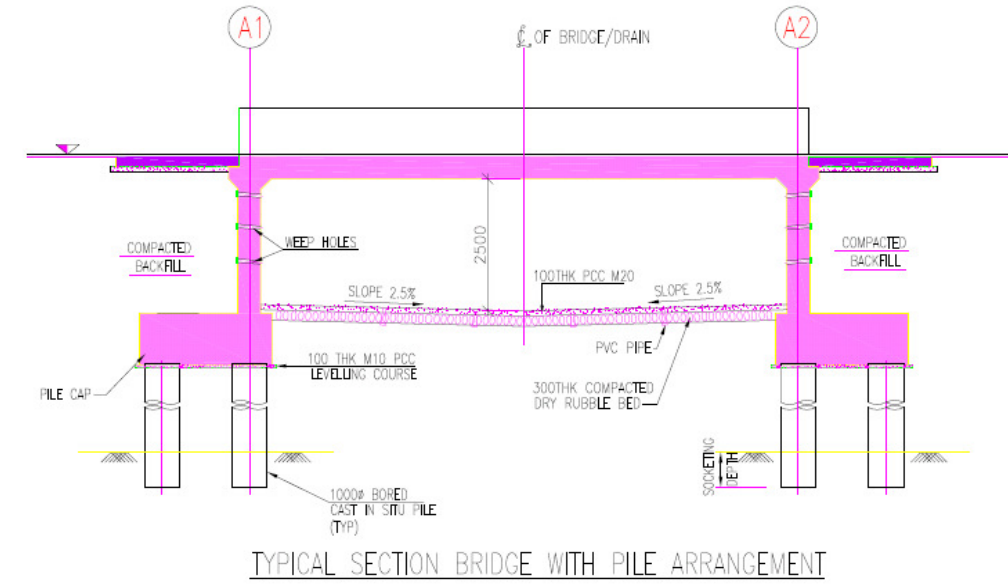 A1
A2
℄ OF BRIDGE/DRAIN
WEEP HOLES
2500
COMPACTED
BACKFILL
COMPACTED
BACKFILL
100THK PCC M20
SLOPE 2.5%
SLOPE 2.5%
PVC PIPE
100 THK M10 PCC
LEVELLING COURSE
PILE CAP
300THK COMPACTED
DRY RUBBLE BED
SOCKETING
DEPTH
1000ø BORED
CAST IN SITU PILE
(TYP)
TYPICAL SECTION BRIDGE WITH PILE ARRANGEMENT